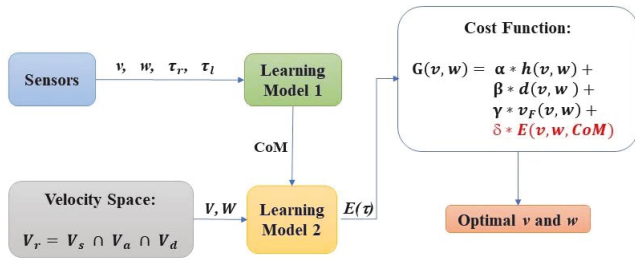 Cost Function:
G(v, w) = α * h(v, w) +
β * d(v, w) +
γ * v_F(v, w) +
δ * E(v, w, CoM)
Sensors
v, w, τ_r, τ_l
Learning
Model 1
CoM
Velocity Space:
V_r = V_s ∩ V_a ∩ V_d
V, W
Learning
Model 2
E(τ)
Optimal v and w